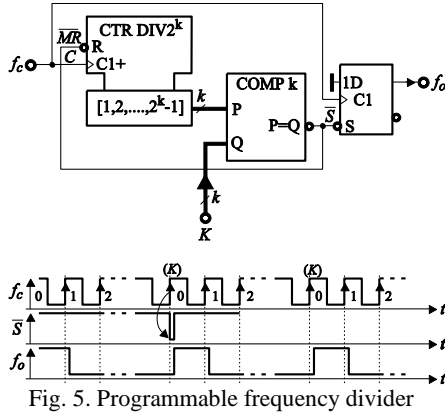 CTR DIV2^k
M̅R̅
R
f_c
C
C1+
[1,2,....,2^k-1]
k
COMP k
P
P=Q
Q
S̅
1D
C1
S
f_o
k
K
(K)
(K)
f_c
0 1 2
0 1 2
0 1 2
t
S̅
t
f_o
t
Fig. 5. Programmable frequency divider